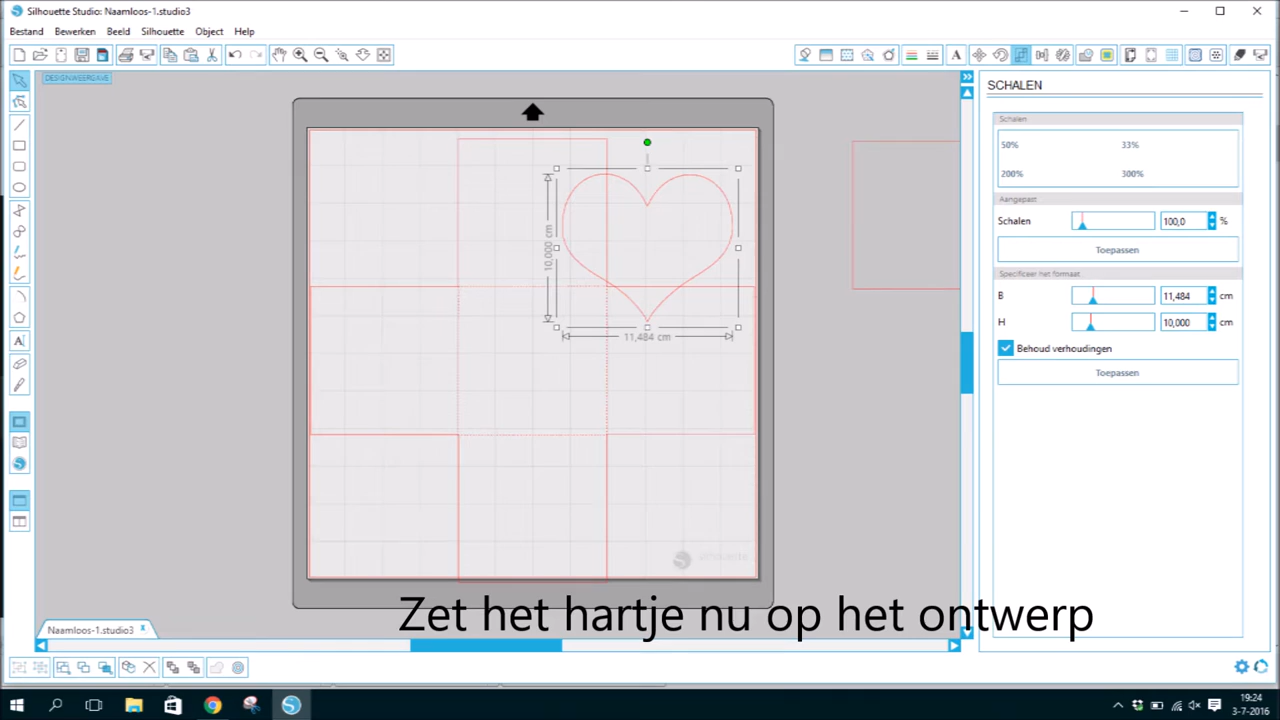 Silhouette Studio: Naamloos-1.studio3
Bestand Bewerken Beeld Silhouette Object Help
DESIGNWEERGAVE
SCHALEN
Schalen
50% 33%
200% 300%
Aangepast
Schalen 100,0 %
Toepassen
Specificeer het formaat
B 11,484 cm
H 10,000 cm
Behoud verhoudingen
Toepassen
10,000 cm
11,484 cm
silhouette
Zet het hartje nu op het ontwerp
Naamloos-1.studio3
19:24
3-7-2016